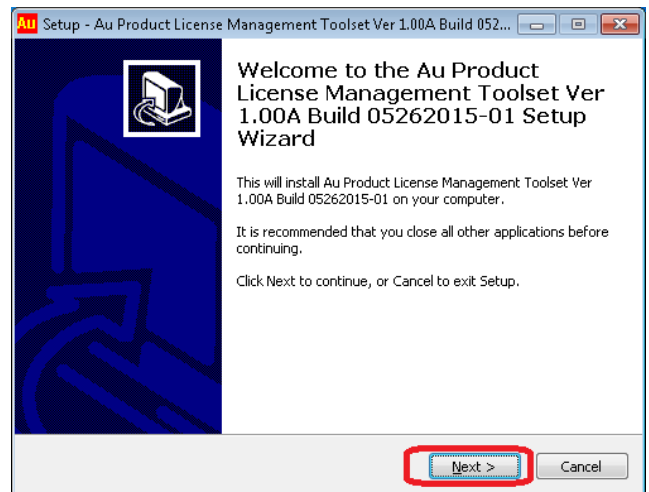 Au Setup - Au Product License Management Toolset Ver 1.00A Build 052...
Welcome to the Au Product
License Management Toolset Ver
1.00A Build 05262015-01 Setup
Wizard
This will install Au Product License Management Toolset Ver
1.00A Build 05262015-01 on your computer.
It is recommended that you close all other applications before
continuing.
Click Next to continue, or Cancel to exit Setup.
Next > Cancel